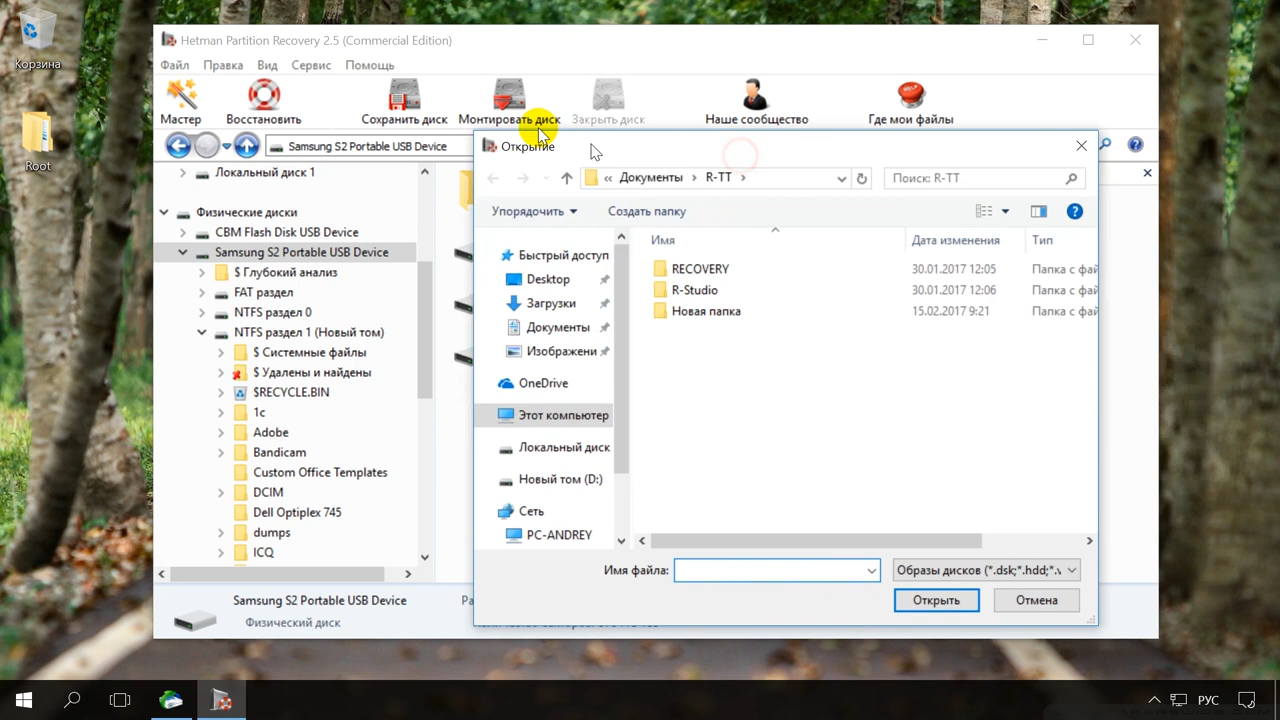 Корзина
Root
Hetman Partition Recovery 2.5 (Commercial Edition)
Файл Правка Вид Сервис Помощь
Мастер Восстановить Сохранить диск Монтировать диск Закрыть диск Наше сообщество Где мои файлы
Samsung S2 Portable USB Device
Локальный диск 1
Физические диски
CBM Flash Disk USB Device
Samsung S2 Portable USB Device
$ Глубокий анализ
FAT раздел
NTFS раздел 0
NTFS раздел 1 (Новый том)
$ Системные файлы
$ Удалены и найдены
$RECYCLE.BIN
1c
Adobe
Bandicam
Custom Office Templates
DCIM
Dell Optiplex 745
dumps
ICQ
Samsung S2 Portable USB Device
Физический диск
Открытие
« Документы › R-TT ›
Поиск: R-TT
Упорядочить Создать папку
Быстрый доступ
Desktop
Загрузки
Документы
Изображени
OneDrive
Этот компьютер
Локальный диск
Новый том (D:)
Сеть
PC-ANDREY
Имя Дата изменения Тип
RECOVERY 30.01.2017 12:05 Папка с фай
R-Studio 30.01.2017 12:06 Папка с фай
Новая папка 15.02.2017 9:21 Папка с фай
Имя файла:
Образы дисков (*.dsk;*.hdd;*.v
Открыть Отмена
РУС